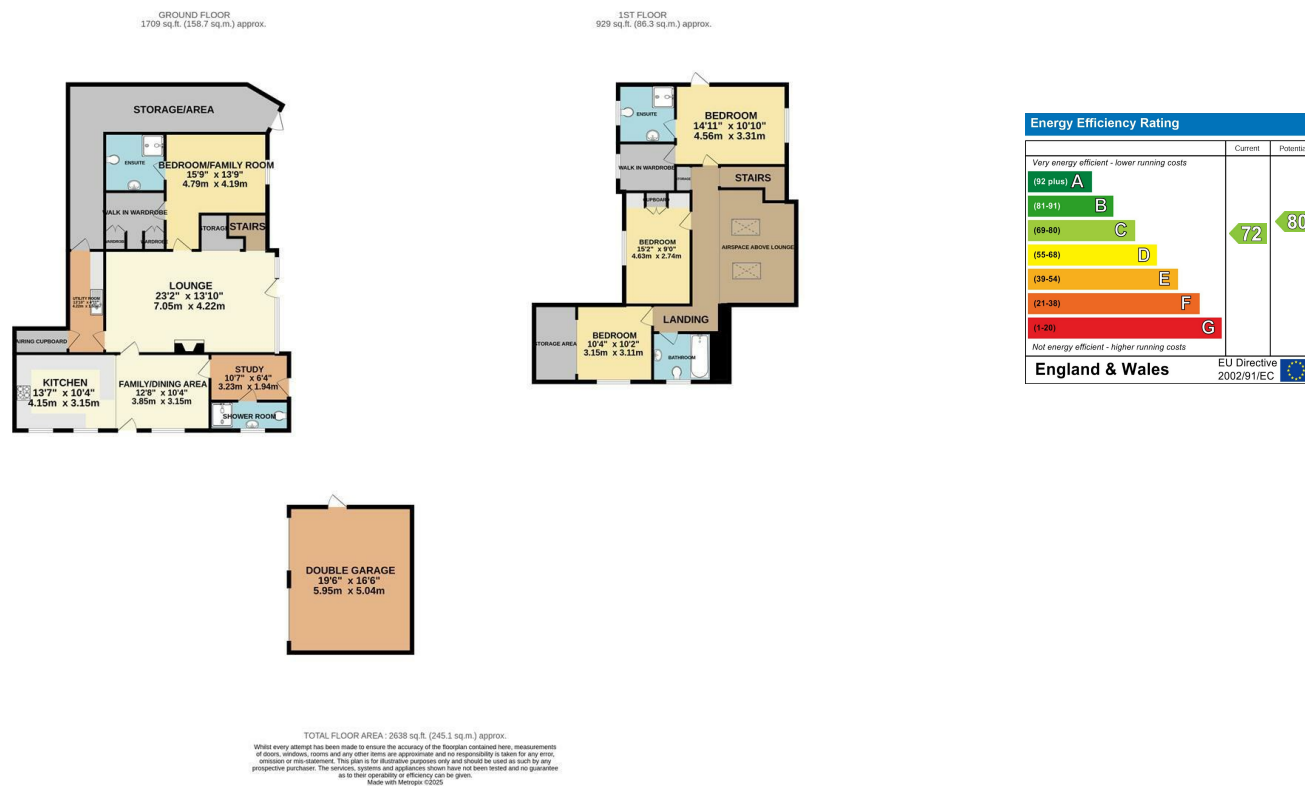 GROUND FLOOR
1709 sq.ft. (158.7 sq.m.) approx.
STORAGE/AREA
ENSUITE
BEDROOM/FAMILY ROOM
15'9" x 13'9"
4.79m x 4.19m
WALK IN WARDROBE
WARDROBE
WARDROBE
STORAGE
STAIRS
UTILITY ROOM
LOUNGE
23'2" x 13'10"
7.05m x 4.22m
AIRING CUPBOARD
KITCHEN
13'7" x 10'4"
4.15m x 3.15m
FAMILY/DINING AREA
12'8" x 10'4"
3.85m x 3.15m
STUDY
10'7" x 6'4"
3.23m x 1.94m
SHOWER ROOM
DOUBLE GARAGE
19'6" x 16'6"
5.95m x 5.04m
1ST FLOOR
929 sq.ft. (86.3 sq.m.) approx.
ENSUITE
BEDROOM
14'11" x 10'10"
4.56m x 3.31m
WALK IN WARDROBE
STAIRS
CUPBOARD
BEDROOM
15'2" x 9'0"
4.63m x 2.74m
AIRSPACE ABOVE LOUNGE
LANDING
STORAGE AREA
BEDROOM
10'4" x 10'2"
3.15m x 3.11m
BATHROOM
TOTAL FLOOR AREA : 2638 sq.ft. (245.1 sq.m.) approx.
Whilst every attempt has been made to ensure the accuracy of the floorplan contained here, measurements
of doors, windows, rooms and any other items are approximate and no responsibility is taken for any error,
omission or mis-statement. This plan is for illustrative purposes only and should be used as such by any
prospective purchaser. The services, systems and appliances shown have not been tested and no guarantee
as to their operability or efficiency can be given.
Made with Metropix ©2025
Energy Efficiency Rating
Current
Potentia
Very energy efficient - lower running costs
(92 plus) A
(81-91) B
(69-80) C
(55-68) D
(39-54) E
(21-38) F
(1-20) G
72
80
Not energy efficient - higher running costs
England & Wales
EU Directive
2002/91/EC